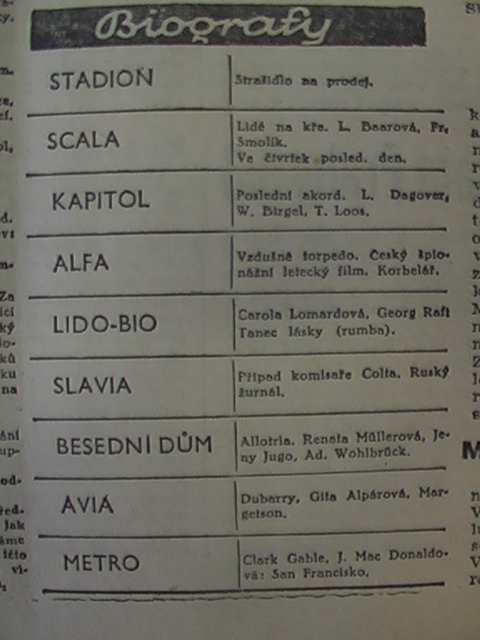 Biografy
STADION
Strašidlo na prodej.
SCALA
Lidé na kře. L. Baarová, Fr.
Smolík.
Ve čtvrtek posled. den.
KAPITOL
Poslední akord. L. Dagover,
W. Birgel, T. Loos.
ALFA
Vzdušné torpedo. Český špio-
nážní letecký film. Korbelář.
LIDO-BIO
Carola Lomardová, Georg Raft
Tanec lásky (rumba).
SLAVIA
Případ komisaře Colta. Ruský
žurnál.
BESEDNÍ DŮM
Allotria. Renata Müllerová, Je-
ny Jugo, Ad. Wohlbrück.
AVIA
Dubarry, Gita Alpárová, Mar-
getson.
METRO
Clark Gable, J. Mac Donaldo-
vá: San Francisko.